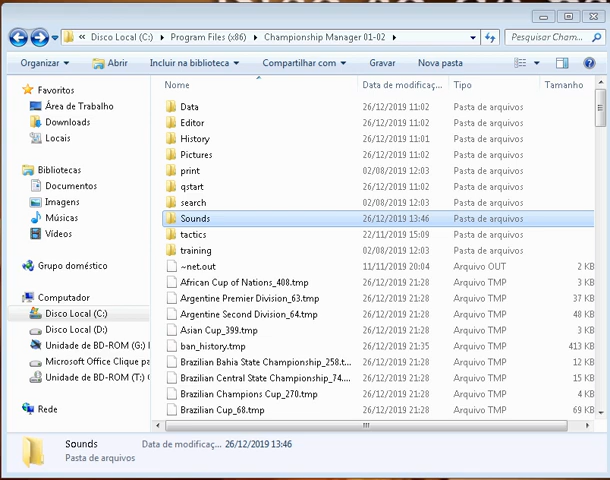 « Disco Local (C:) ▸ Program Files (x86) ▸ Championship Manager 01-02 ▸ Pesquisar Cham...
Organizar Abrir Incluir na biblioteca Compartilhar com Gravar Nova pasta
Nome Data de modificaç... Tipo Tamanho
Favoritos
Área de Trabalho
Downloads
Locais
Bibliotecas
Documentos
Imagens
Músicas
Vídeos
Grupo doméstico
Computador
Disco Local (C:)
Disco Local (D:)
Unidade de BD-ROM (G:)
Microsoft Office Clique pa
Unidade de BD-ROM (T:)
Rede
Data 26/12/2019 11:02 Pasta de arquivos
Editor 26/12/2019 11:02 Pasta de arquivos
History 26/12/2019 11:01 Pasta de arquivos
Pictures 26/12/2019 11:02 Pasta de arquivos
print 02/08/2019 12:03 Pasta de arquivos
qstart 26/12/2019 11:02 Pasta de arquivos
search 02/08/2019 12:03 Pasta de arquivos
Sounds 26/12/2019 13:46 Pasta de arquivos
tactics 22/11/2019 15:09 Pasta de arquivos
training 02/08/2019 12:03 Pasta de arquivos
~net.out 11/11/2019 20:04 Arquivo OUT 2 KB
African Cup of Nations_408.tmp 26/12/2019 21:28 Arquivo TMP 3 KB
Argentine Premier Division_63.tmp 26/12/2019 21:28 Arquivo TMP 37 KB
Argentine Second Division_64.tmp 26/12/2019 21:28 Arquivo TMP 48 KB
Asian Cup_399.tmp 26/12/2019 21:28 Arquivo TMP 3 KB
ban_history.tmp 26/12/2019 21:35 Arquivo TMP 413 KB
Brazilian Bahia State Championship_258.t... 26/12/2019 21:28 Arquivo TMP 12 KB
Brazilian Central State Championship_74.... 26/12/2019 21:28 Arquivo TMP 15 KB
Brazilian Champions Cup_270.tmp 26/12/2019 21:28 Arquivo TMP 4 KB
Brazilian Cup_68.tmp 26/12/2019 21:28 Arquivo TMP 69 KB
Sounds Data de modificaç... 26/12/2019 13:46
Pasta de arquivos